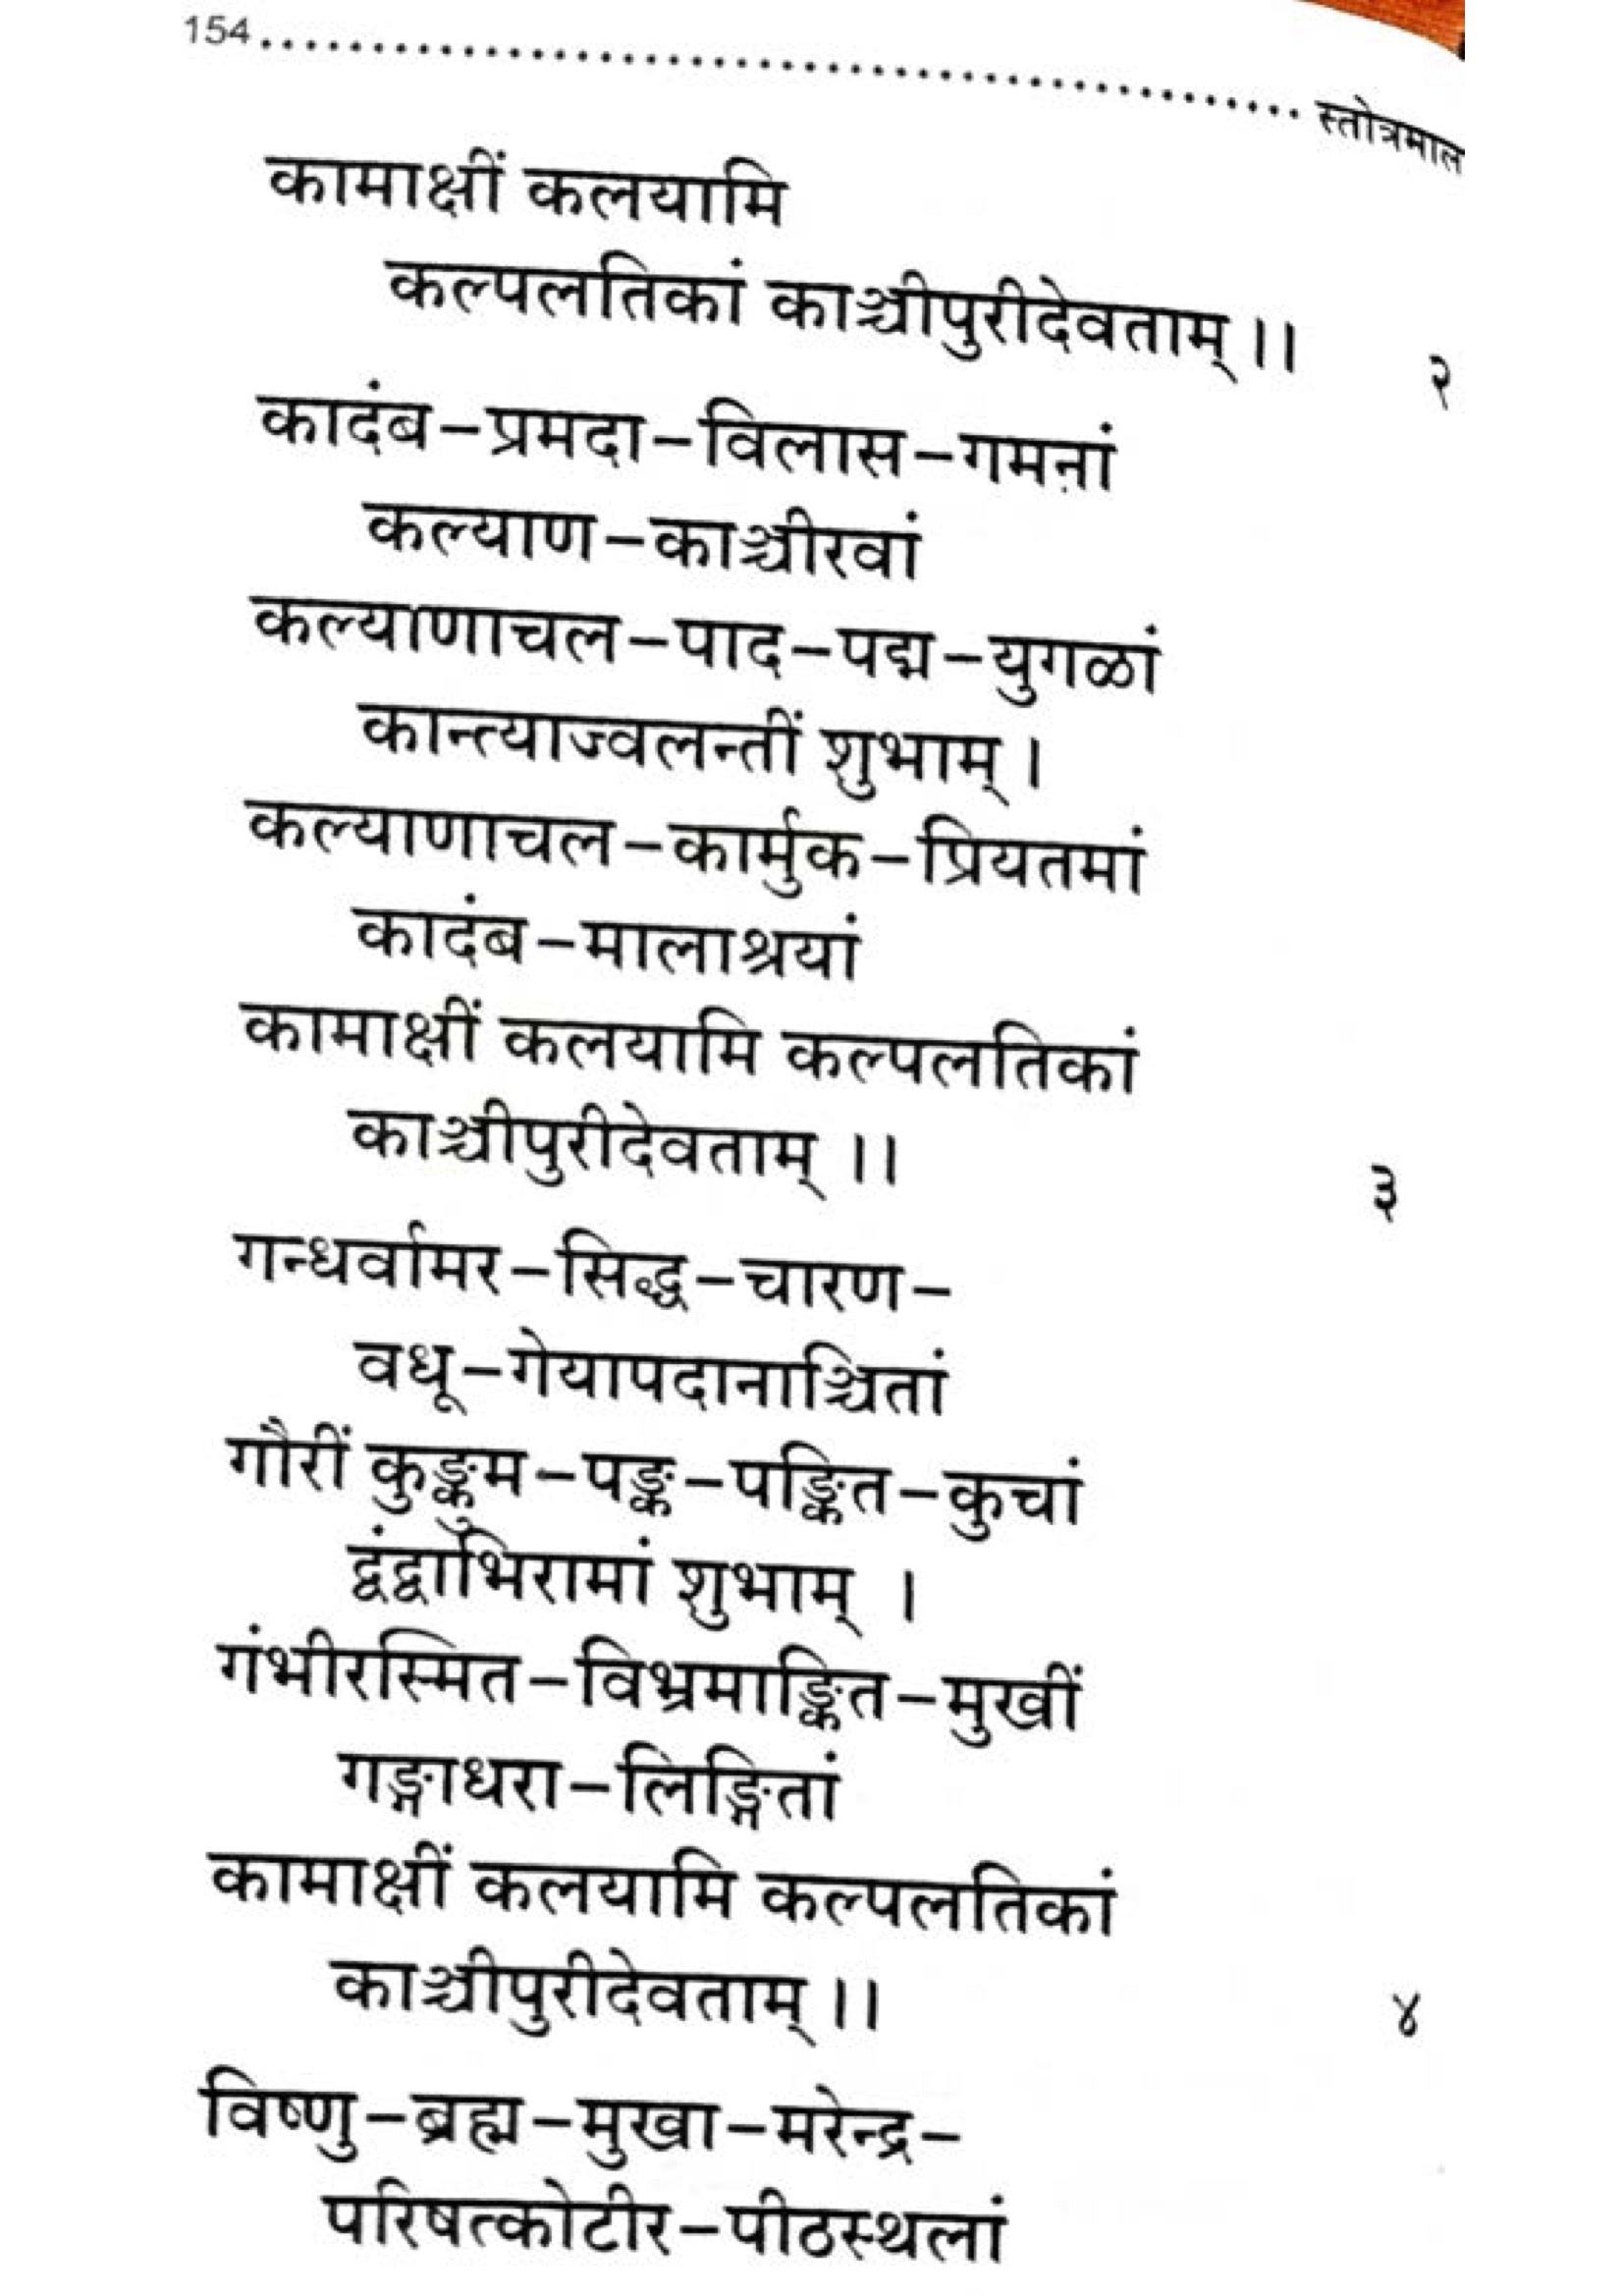 154 स्तोत्रमाल
कामाक्षीं कलयामि
कल्पलतिकां काञ्चीपुरीदेवताम् ।। २
कादंब–प्रमदा–विलास–गमनां
कल्याण–काञ्चीरवां
कल्याणाचल–पाद–पद्म–युगळां
कान्त्याज्वलन्तीं शुभाम् ।
कल्याणाचल–कार्मुक–प्रियतमां
कादंब–मालाश्रयां
कामाक्षीं कलयामि कल्पलतिकां
काञ्चीपुरीदेवताम् ।। ३
गन्धर्वामर–सिद्ध–चारण–
वधू–गेयापदानाञ्चितां
गौरीं कुङ्कुम–पङ्क–पङ्कित–कुचां
द्वंद्वाभिरामां शुभाम् ।
गंभीरस्मित–विभ्रमाङ्कित–मुखीं
गङ्गाधरा–लिङ्गितां
कामाक्षीं कलयामि कल्पलतिकां
काञ्चीपुरीदेवताम् ।। ४
विष्णु–ब्रह्म–मुखा–मरेन्द्र–
परिषत्कोटीर–पीठस्थलां